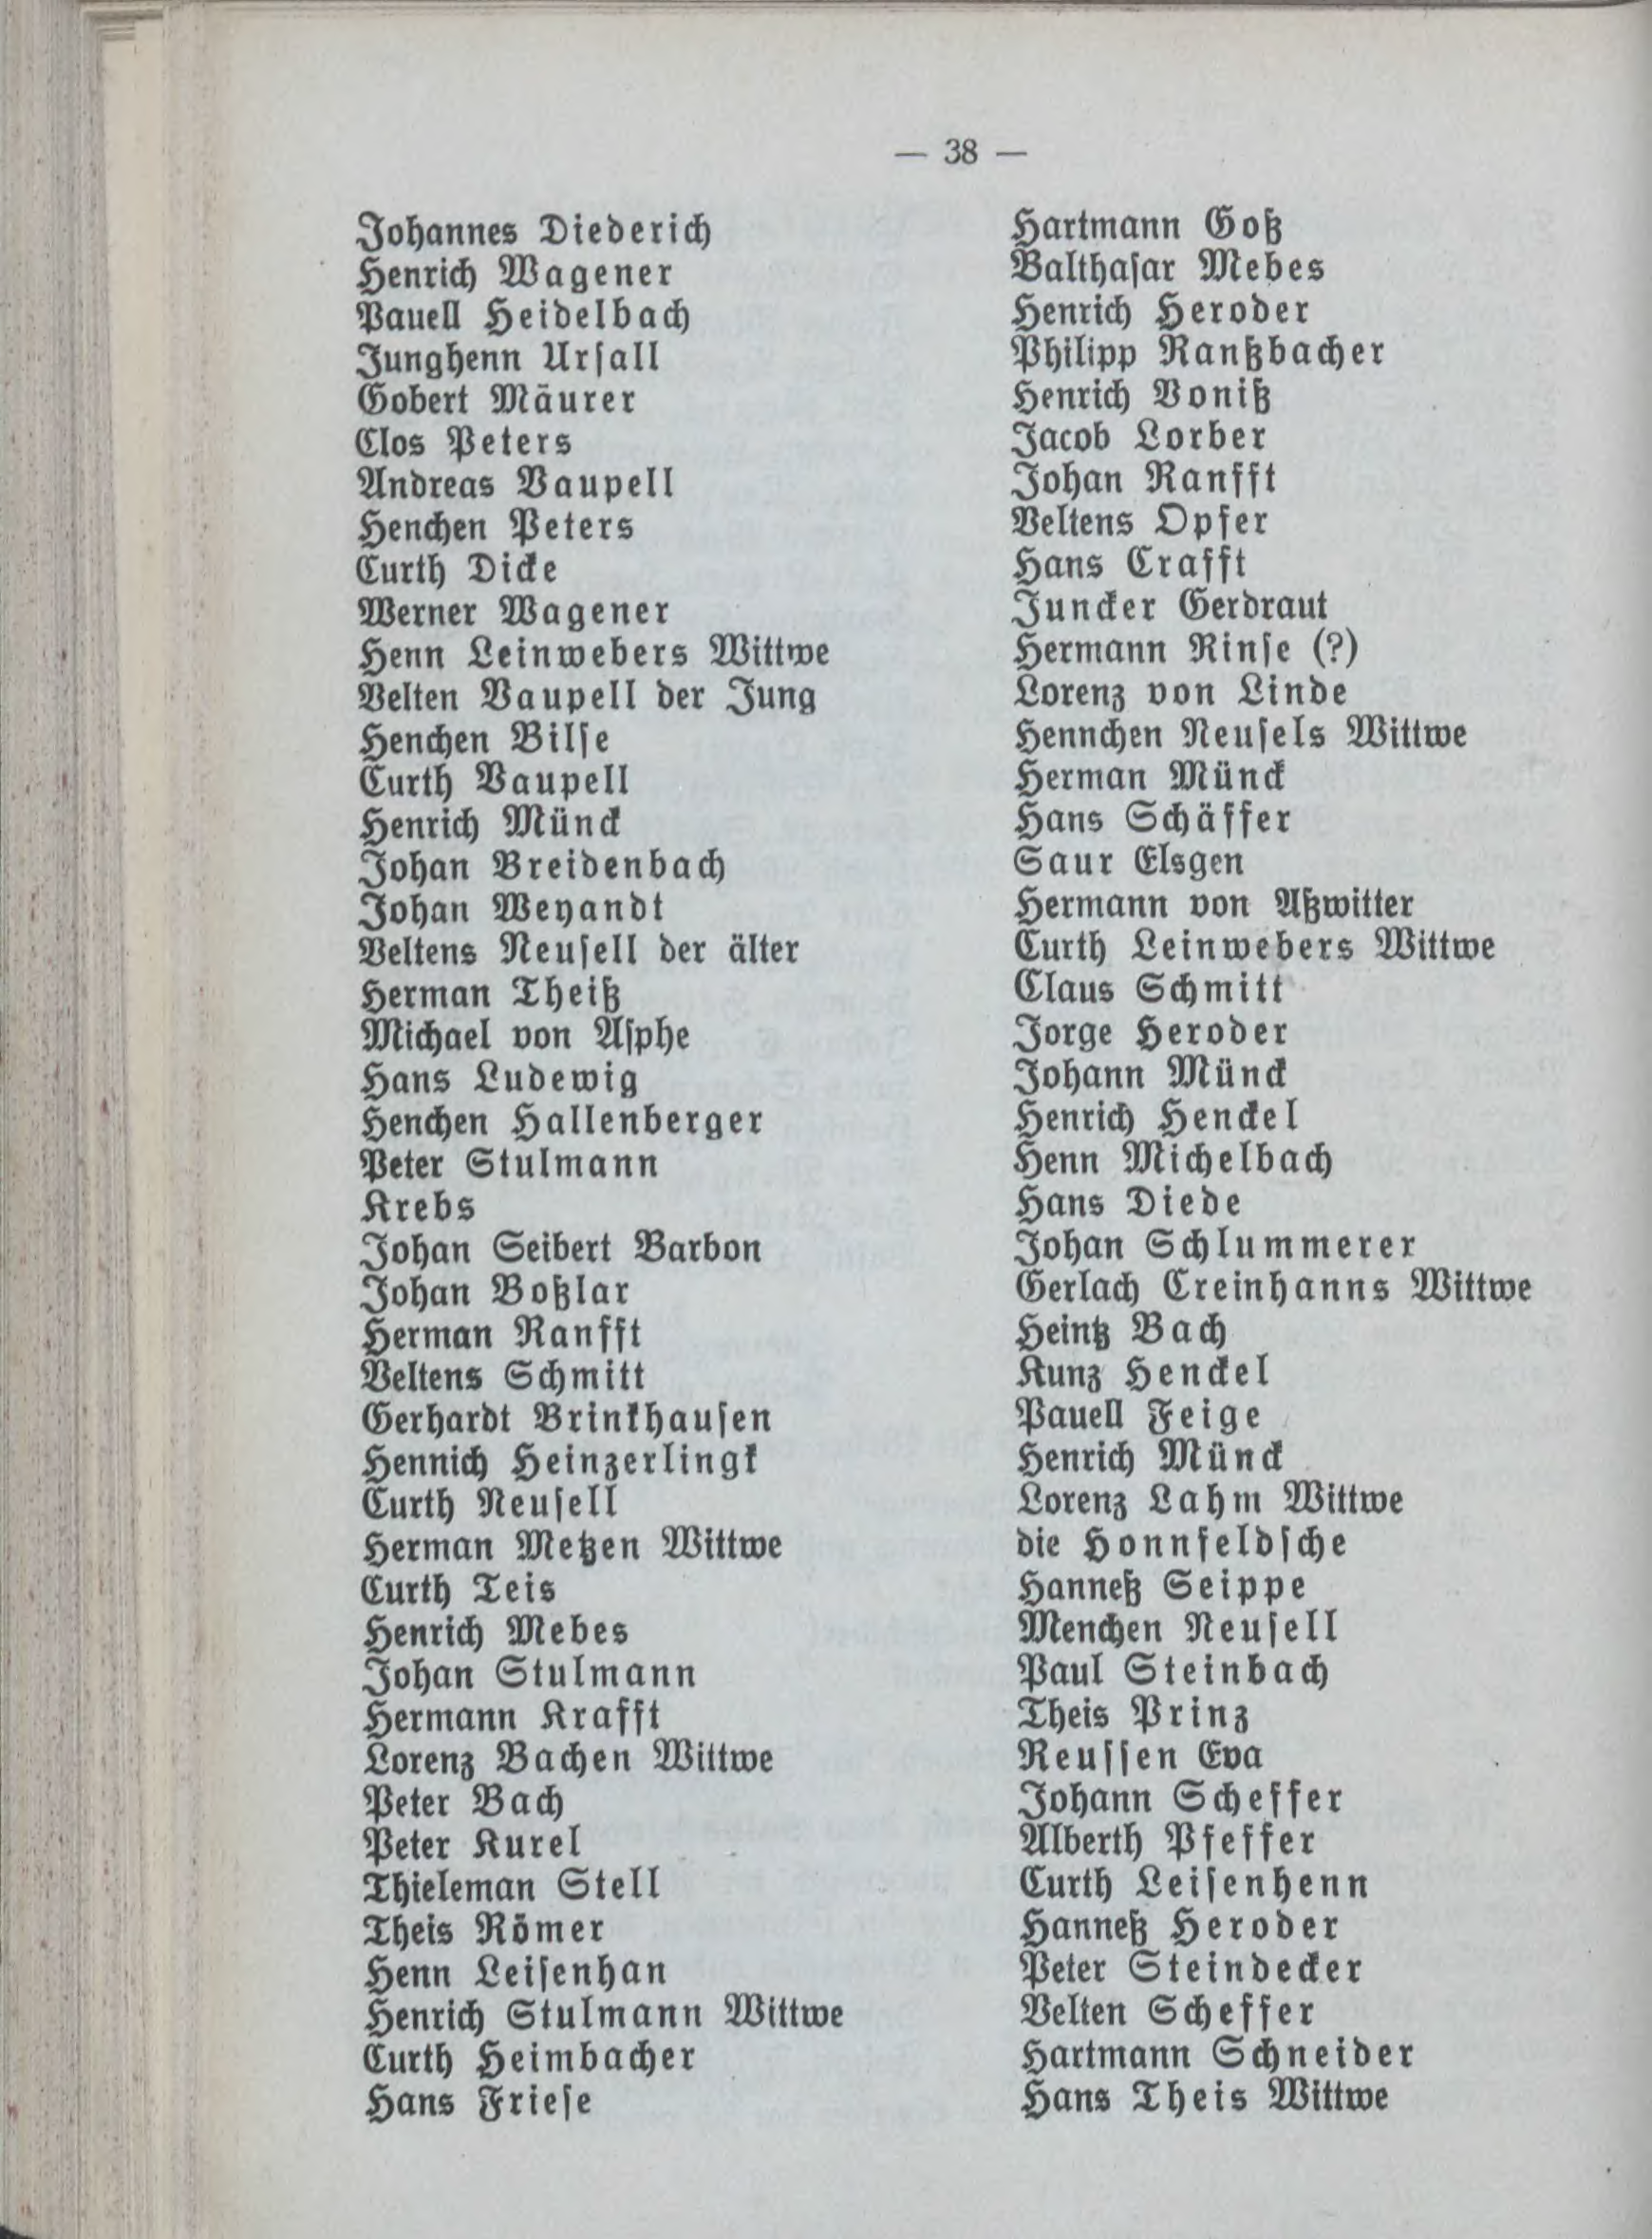 — 38 —
Johannes Diederich
Henrich Wagener
Pauell Heidelbach
Junghenn Ursall
Gobert Mäurer
Clos Peters
Andreas Vaupell
Henchen Peters
Curth Dicke
Werner Wagener
Henn Leinwebers Wittwe
Velten Vaupell der Jung
Henchen Bilse
Curth Vaupell
Henrich Münck
Johan Breidenbach
Johan Weyandt
Veltens Neusell der älter
Herman Theiß
Michael von Asphe
Hans Ludewig
Henchen Hallenberger
Peter Stulmann
Krebs
Johan Seibert Barbon
Johan Boßlar
Herman Ranfft
Veltens Schmitt
Gerhardt Brinkhausen
Hennich Heinzerlingk
Curth Neusell
Herman Metzen Wittwe
Curth Teis
Henrich Mebes
Johan Stulmann
Hermann Krafft
Lorenz Bachen Wittwe
Peter Bach
Peter Kurel
Thieleman Stell
Theis Römer
Henn Leisenhan
Henrich Stulmann Wittwe
Curth Heimbacher
Hans Friese
Hartmann Goß
Balthasar Mebes
Henrich Heroder
Philipp Ranßbacher
Henrich Voniß
Jacob Lorber
Johan Ranfft
Veltens Opfer
Hans Crafft
Juncker Gerdraut
Hermann Rinse (?)
Lorenz von Linde
Hennchen Neusels Wittwe
Herman Münck
Hans Schäffer
Saur Elsgen
Hermann von Aßwitter
Curth Leinwebers Wittwe
Claus Schmitt
Jorge Heroder
Johann Münck
Henrich Henckel
Henn Michelbach
Hans Diede
Johan Schlummerer
Gerlach Creinhanns Wittwe
Heintz Bach
Kunz Henckel
Pauell Feige
Henrich Münck
Lorenz Lahm Wittwe
die Honnfeldsche
Hanneß Seippe
Menchen Neusell
Paul Steinbach
Theis Prinz
Reussen Eva
Johann Scheffer
Alberth Pfeffer
Curth Leisenhenn
Hanneß Heroder
Peter Steindecker
Velten Scheffer
Hartmann Schneider
Hans Theis Wittwe